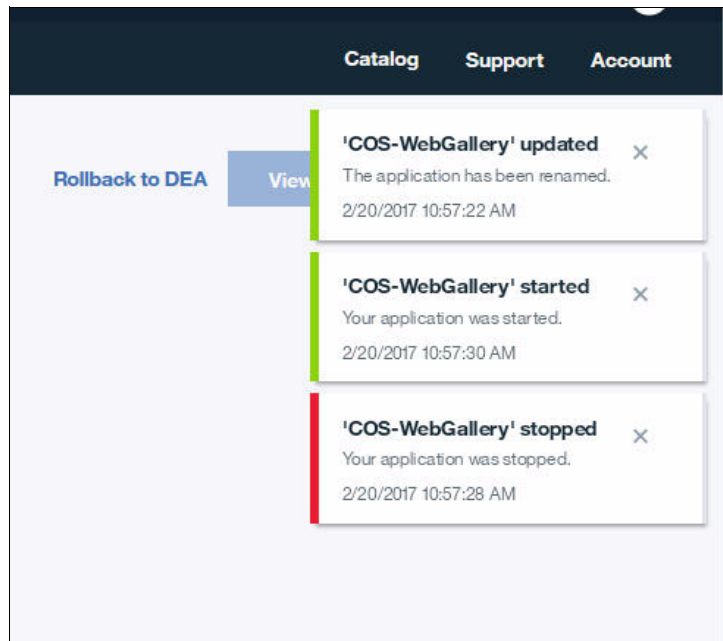 Catalog Support Account
Rollback to DEA
View
'COS-WebGallery' updated
The application has been renamed.
2/20/2017 10:57:22 AM
'COS-WebGallery' started
Your application was started.
2/20/2017 10:57:30 AM
'COS-WebGallery' stopped
Your application was stopped.
2/20/2017 10:57:28 AM